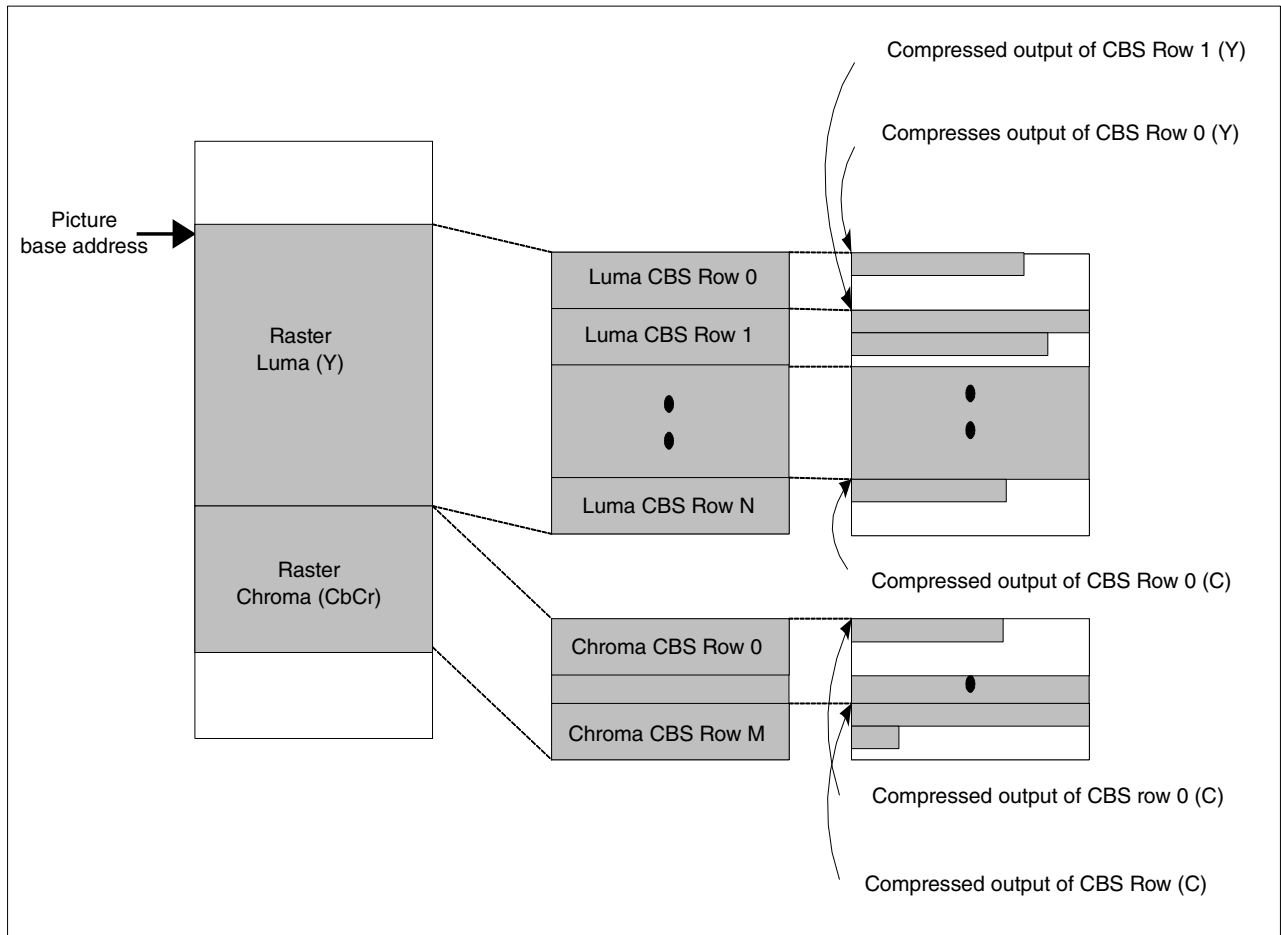 Compressed output of CBS Row 1 (Y)
Compresses output of CBS Row 0 (Y)
Picture
base address
Raster
Luma (Y)
Raster
Chroma (CbCr)
Luma CBS Row 0
Luma CBS Row 1
Luma CBS Row N
Compressed output of CBS Row 0 (C)
Chroma CBS Row 0
Chroma CBS Row M
Compressed output of CBS row 0 (C)
Compressed output of CBS Row (C)